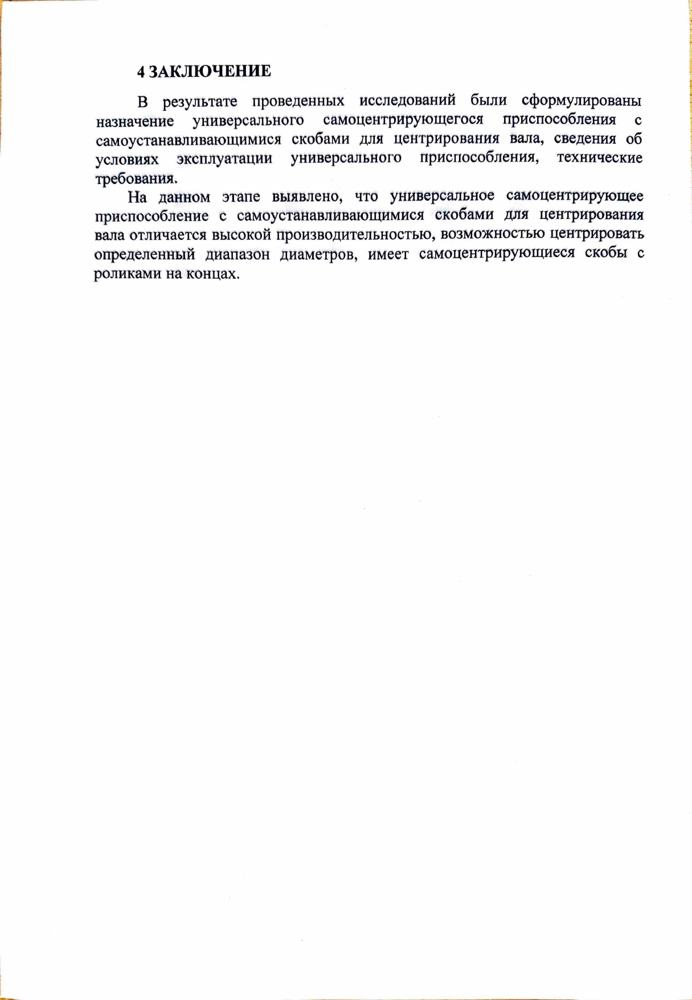 4 ЗАКЛЮЧЕНИЕ
В результате проведенных исследований были сформулированы
назначение универсального самоцентрирующегося приспособления с
самоустанавливающимися скобами для центрирования вала, сведения об
условиях эксплуатации универсального приспособления, технические
требования.
На данном этапе выявлено, что универсальное самоцентрирующее
приспособление с самоустанавливающимися скобами для центрирования
вала отличается высокой производительностью, возможностью центрировать
определенный диапазон диаметров, имеет самоцентрирующиеся скобы с
роликами на концах.